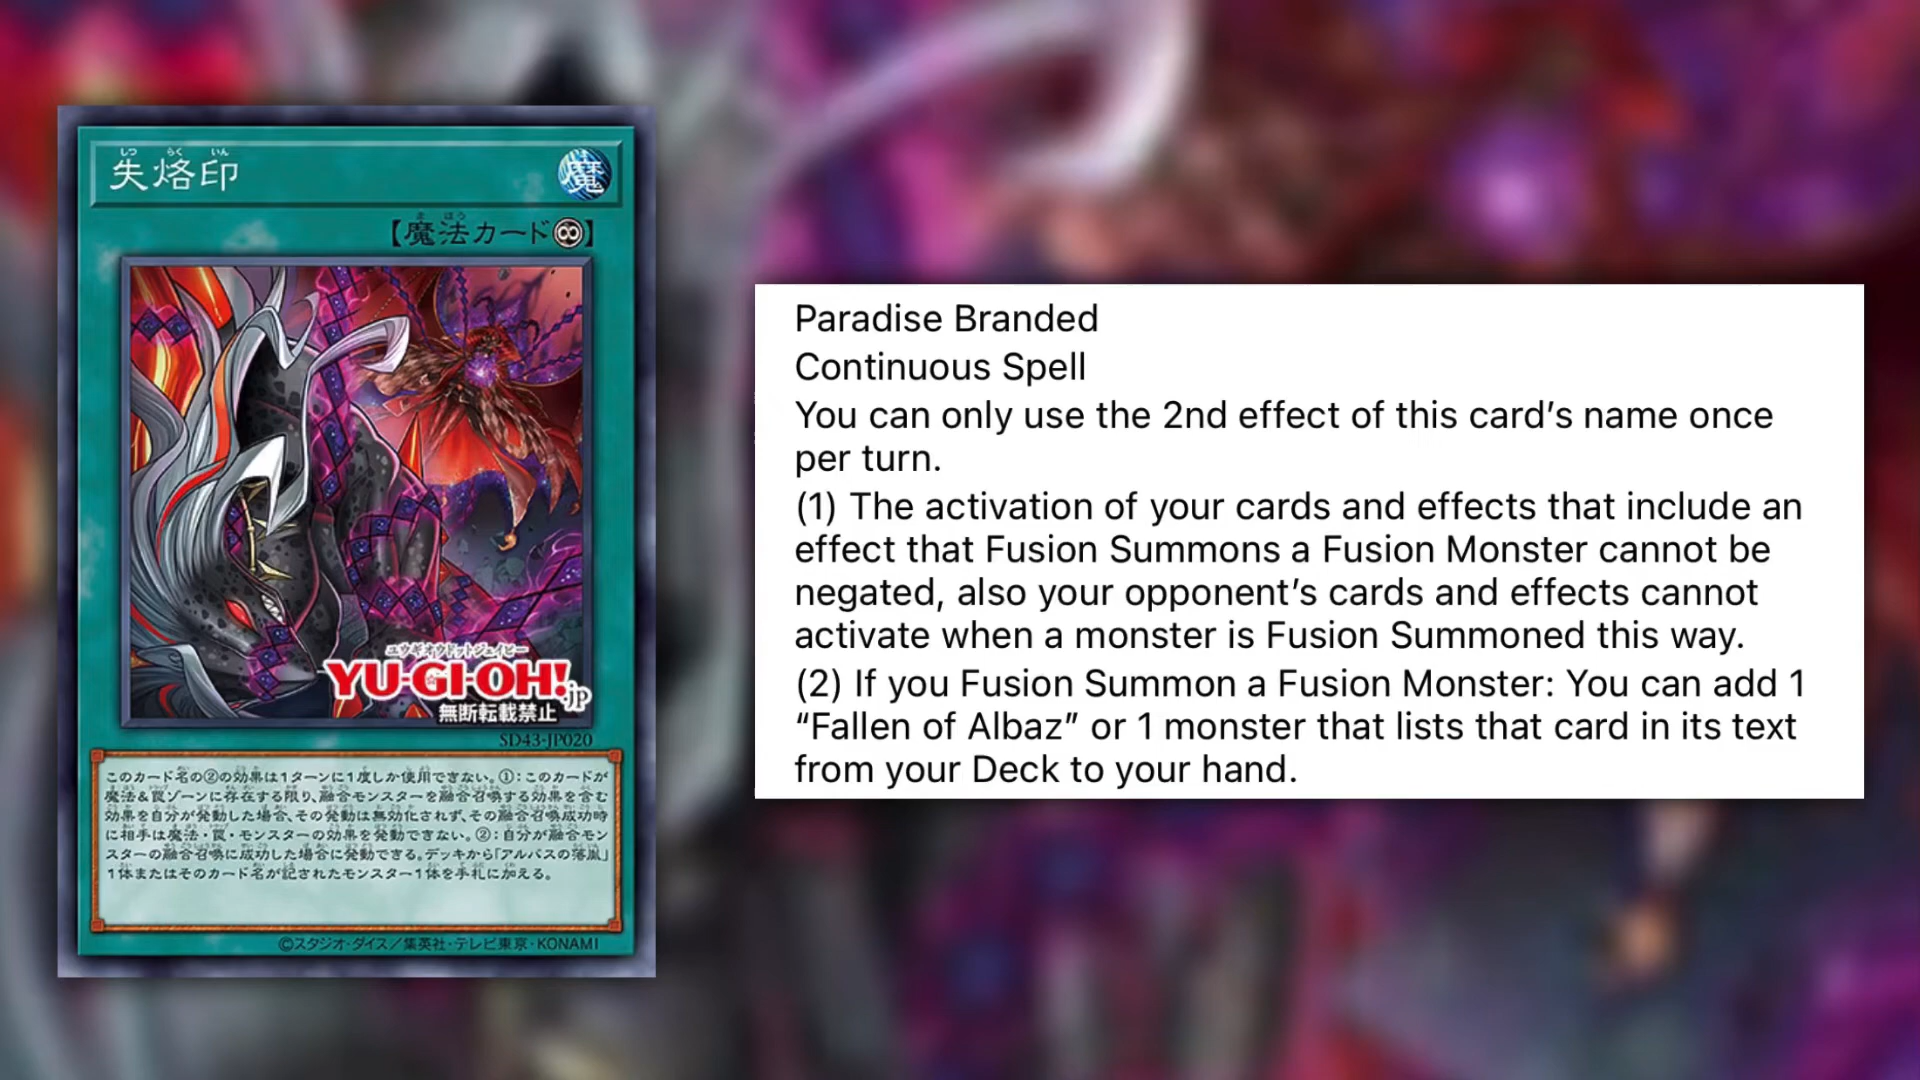 失烙印
【魔法カード】
ユウギオウドットジェイピー
YU-GI-OH!.jp
無断転載禁止
SD43-JP020
このカード名の②の効果は1ターンに1度しか使用できない。①:このカードが
魔法&罠ゾーンに存在する限り、融合モンスターを融合召喚する効果を含む
効果を自分が発動した場合、その発動は無効化されず、その融合召喚成功時
に相手は魔法・罠・モンスターの効果を発動できない。②:自分が融合モン
スターの融合召喚に成功した場合に発動できる。デッキから「アルバスの落胤」
1体またはそのカード名が記されたモンスター1体を手札に加える。
©スタジオ・ダイス/集英社・テレビ東京・KONAMI
Paradise Branded
Continuous Spell
You can only use the 2nd effect of this card’s name once
per turn.
(1) The activation of your cards and effects that include an
effect that Fusion Summons a Fusion Monster cannot be
negated, also your opponent’s cards and effects cannot
activate when a monster is Fusion Summoned this way.
(2) If you Fusion Summon a Fusion Monster: You can add 1
“Fallen of Albaz” or 1 monster that lists that card in its text
from your Deck to your hand.